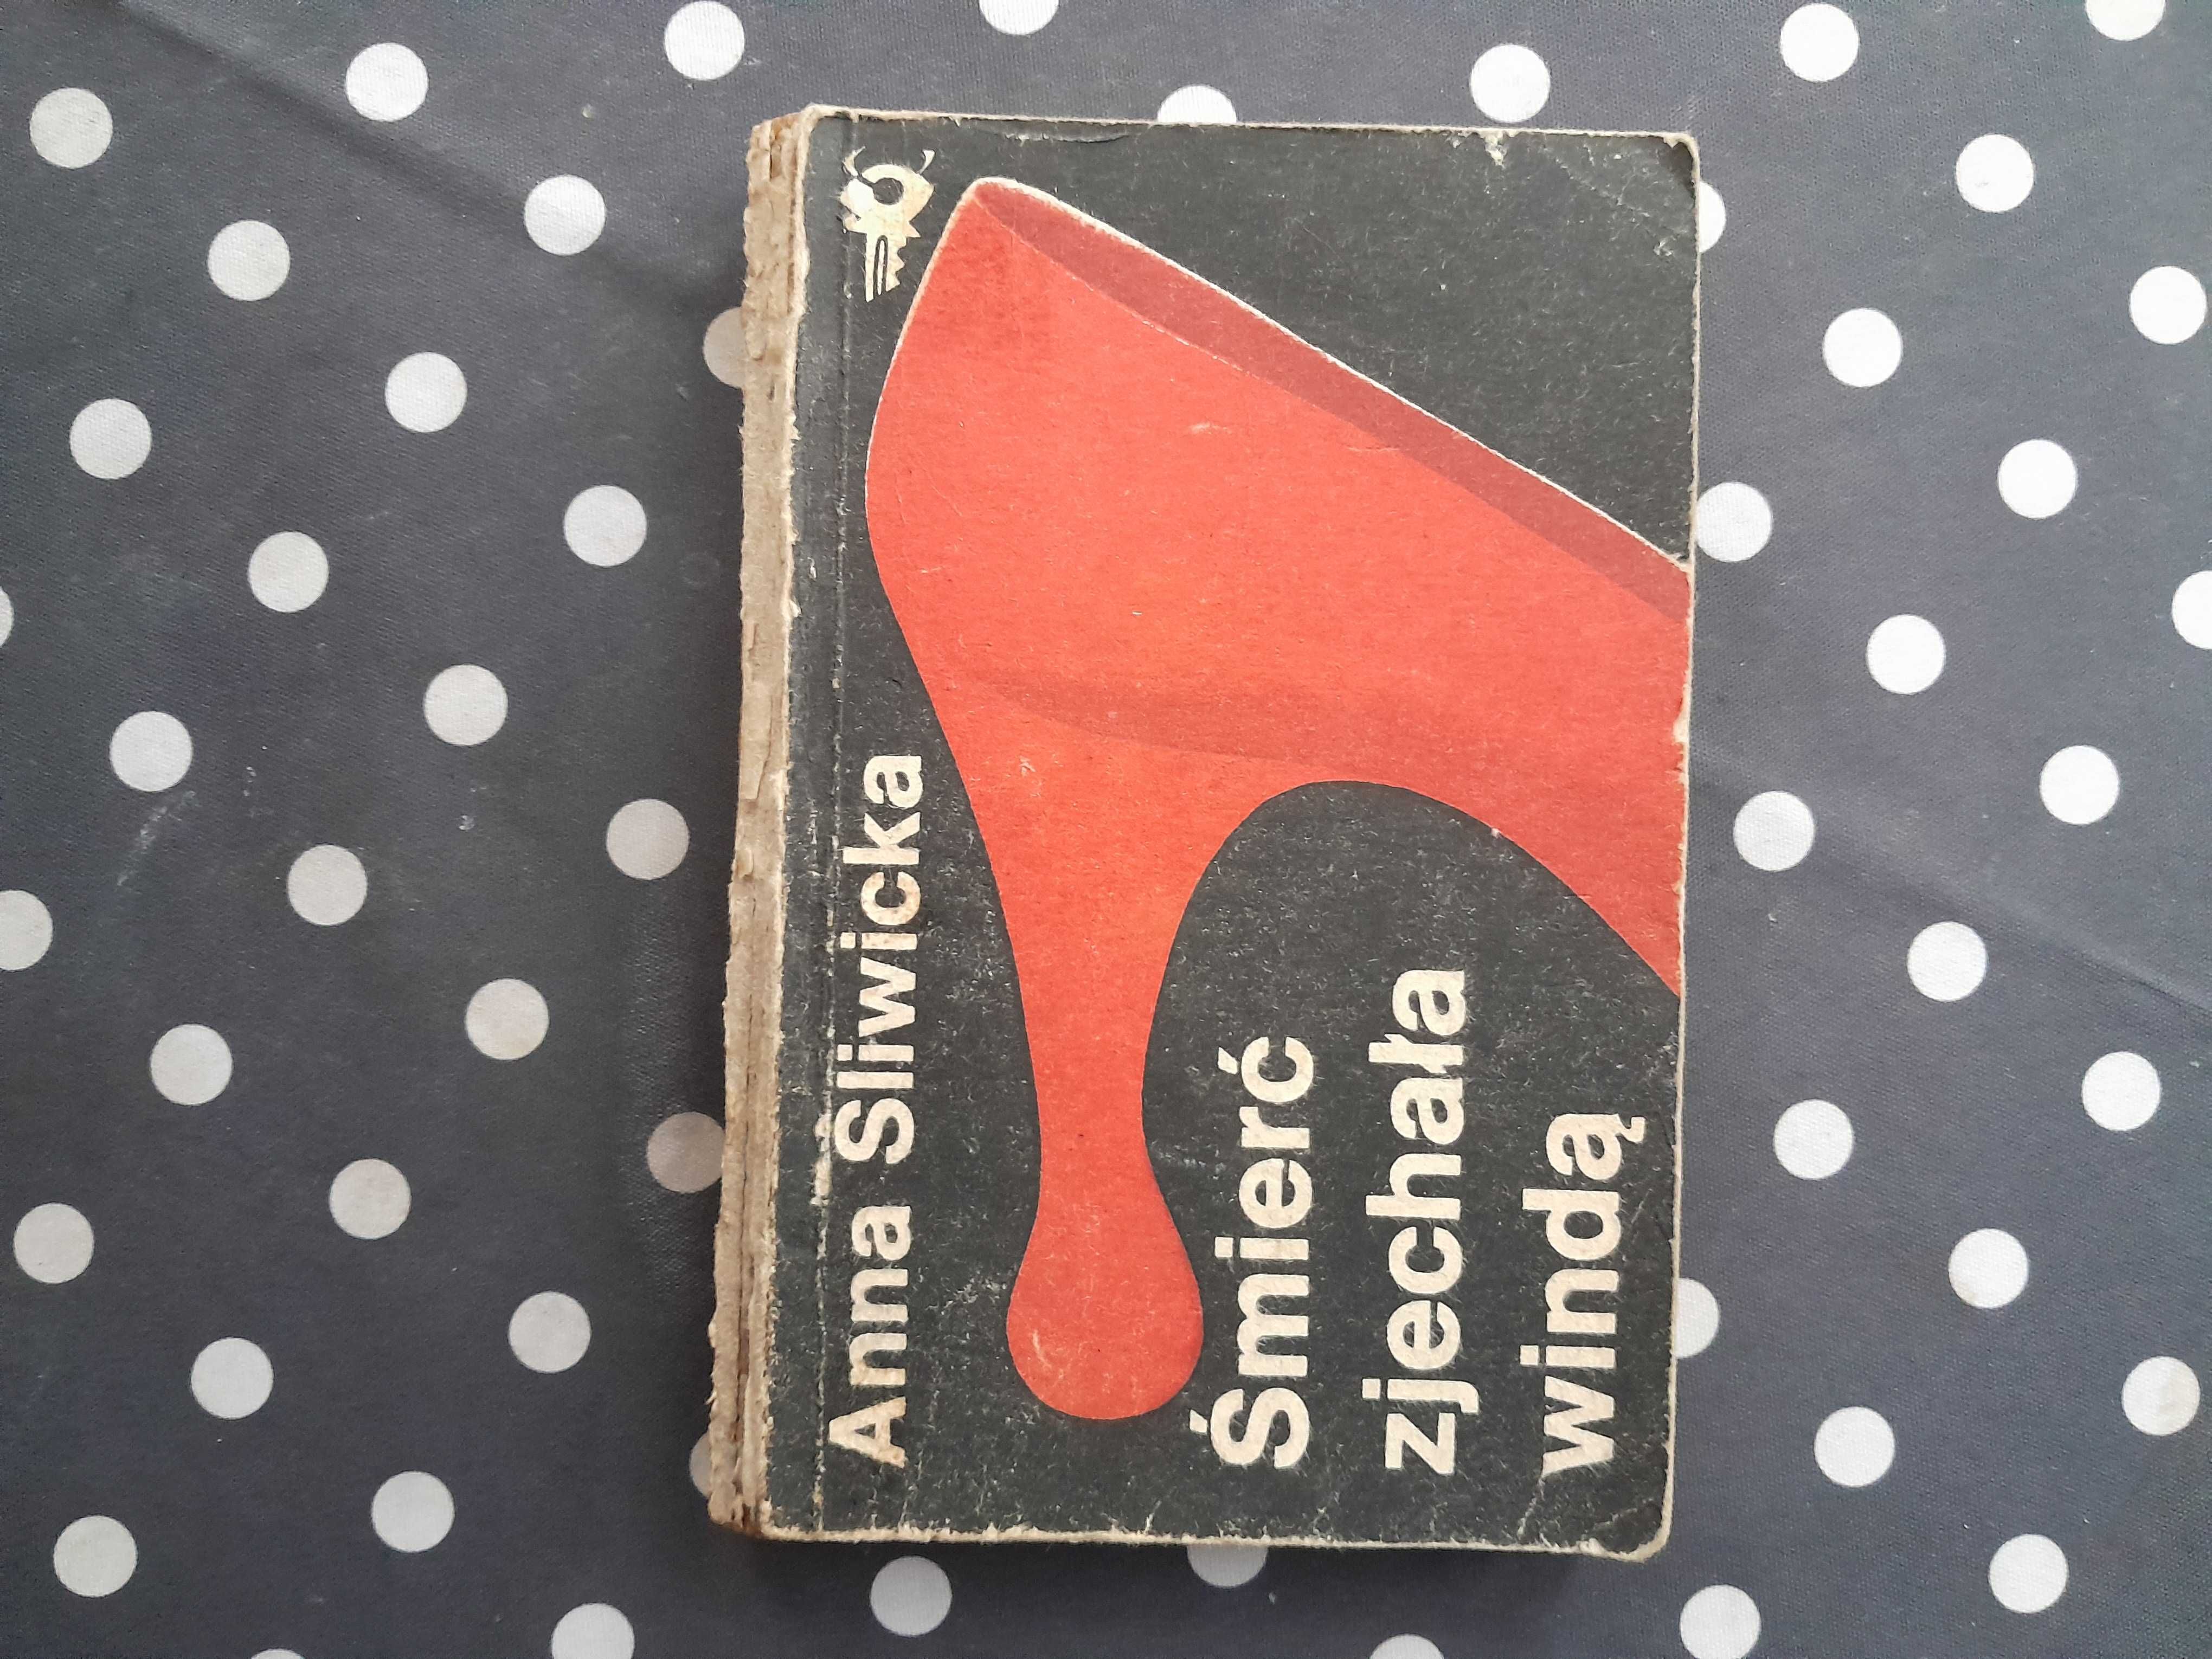 Anna Śliwicka
Śmierć
zjechała
windą